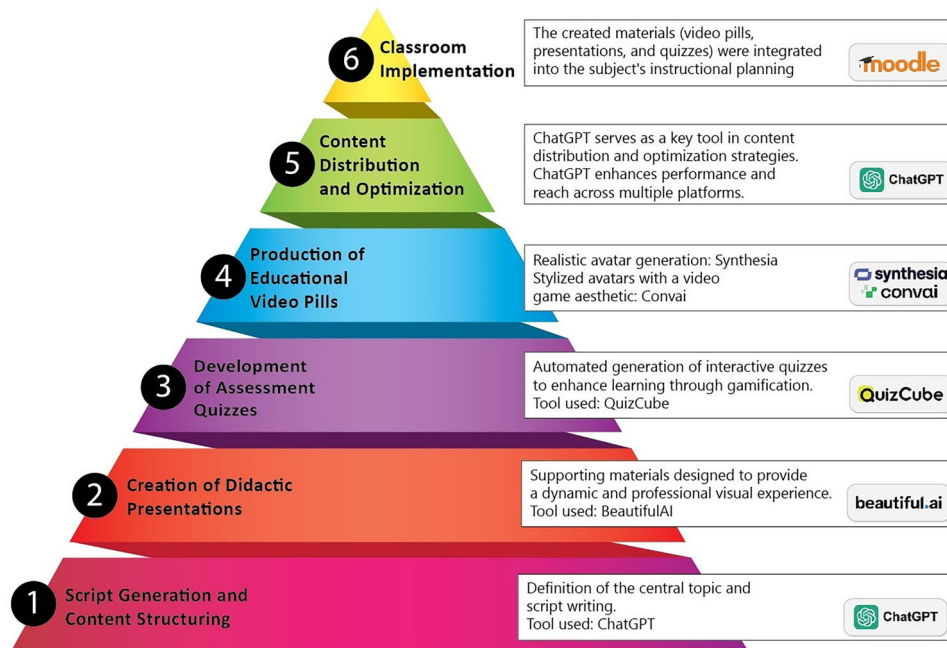 6
Classroom
Implementation
The created materials (video pills,
presentations, and quizzes) were integrated
into the subject's instructional planning
moodle
5
Content
Distribution
and Optimization
ChatGPT serves as a key tool in content
distribution and optimization strategies.
ChatGPT enhances performance and
reach across multiple platforms.
ChatGPT
4
Production of
Educational
Video Pills
Realistic avatar generation: Synthesia
Stylized avatars with a video
game aesthetic: Convai
synthesia
convai
3
Development
of Assessment
Quizzes
Automated generation of interactive quizzes
to enhance learning through gamification.
Tool used: QuizCube
QuizCube
2
Creation of Didactic
Presentations
Supporting materials designed to provide
a dynamic and professional visual experience.
Tool used: BeautifulAI
beautiful.ai
1
Script Generation and
Content Structuring
Definition of the central topic and
script writing.
Tool used: ChatGPT
ChatGPT